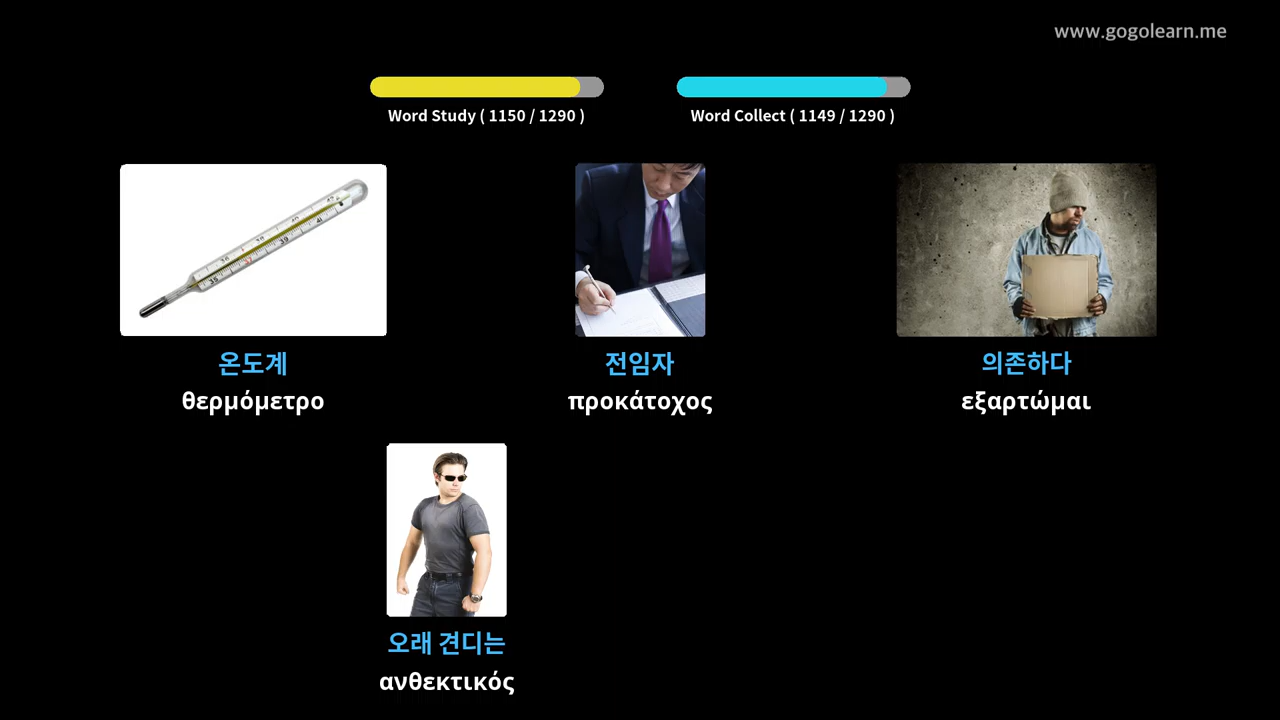 www.gogolearn.me
Word Study ( 1150 / 1290 )
Word Collect ( 1149 / 1290 )
온도계
θερμόμετρο
전임자
προκάτοχος
의존하다
εξαρτώμαι
오래 견디는
ανθεκτικός